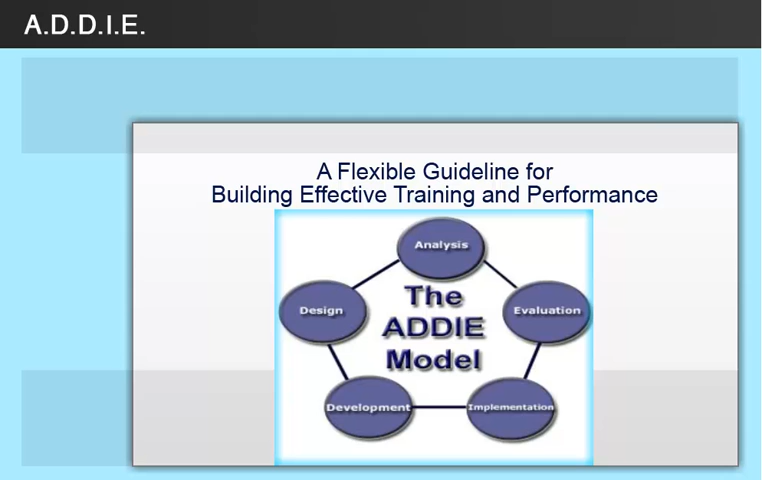 A.D.D.I.E.
A Flexible Guideline for
Building Effective Training and Performance
Analysis
Design
The
ADDIE
Model
Evaluation
Development
Implementation